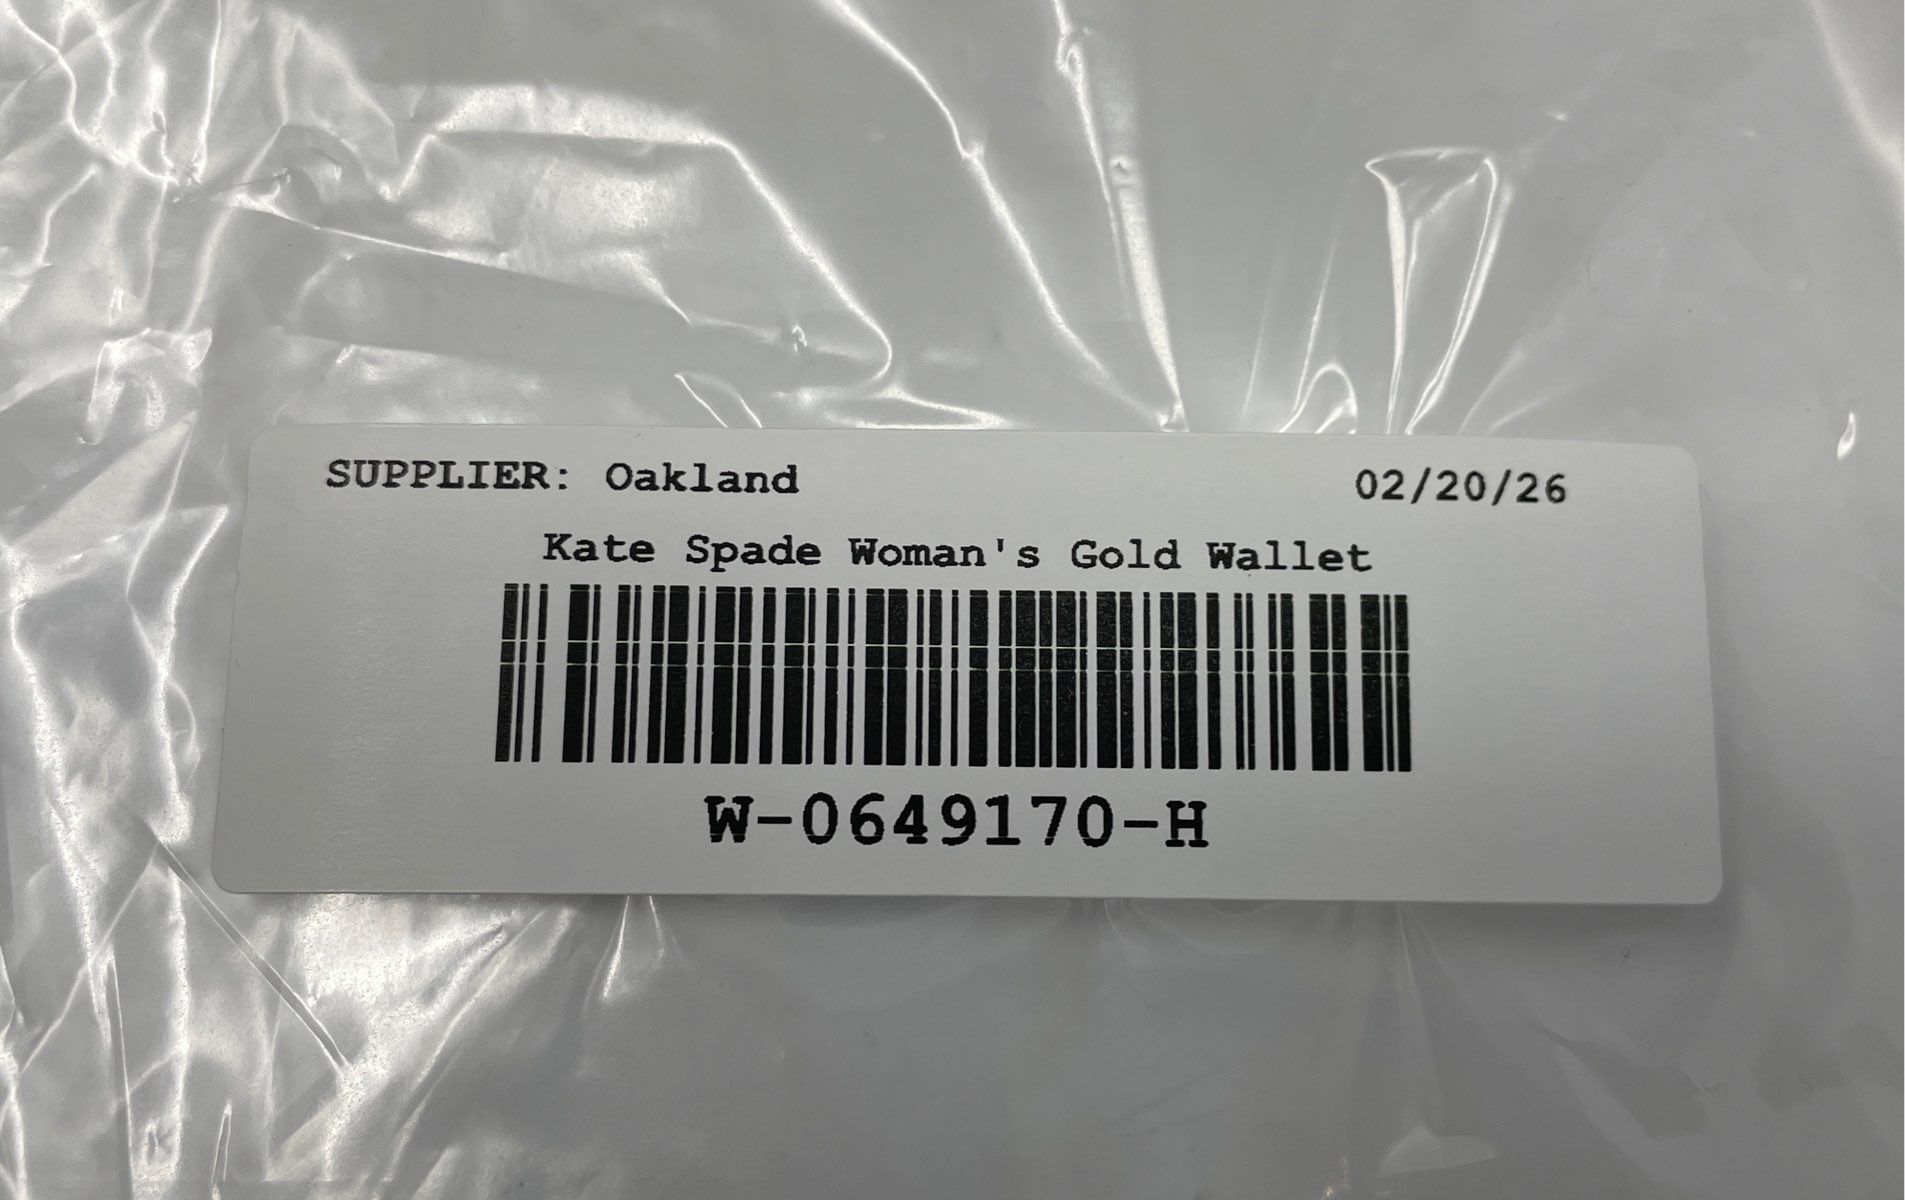 SUPPLIER: Oakland 02/20/26
Kate Spade Woman's Gold Wallet
W-0649170-H